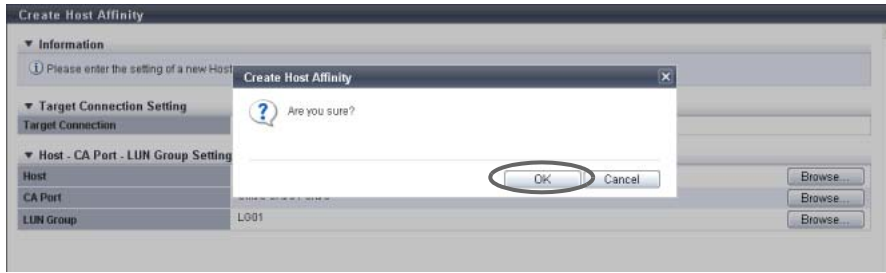 Create Host Affinity
▼ Information
Please enter the setting of a new Host
Create Host Affinity
Are you sure?
▼ Target Connection Setting
Target Connection
▼ Host - CA Port - LUN Group Setting
OK Cancel
Host Browse...
CA Port Browse...
LUN Group LG01 Browse...